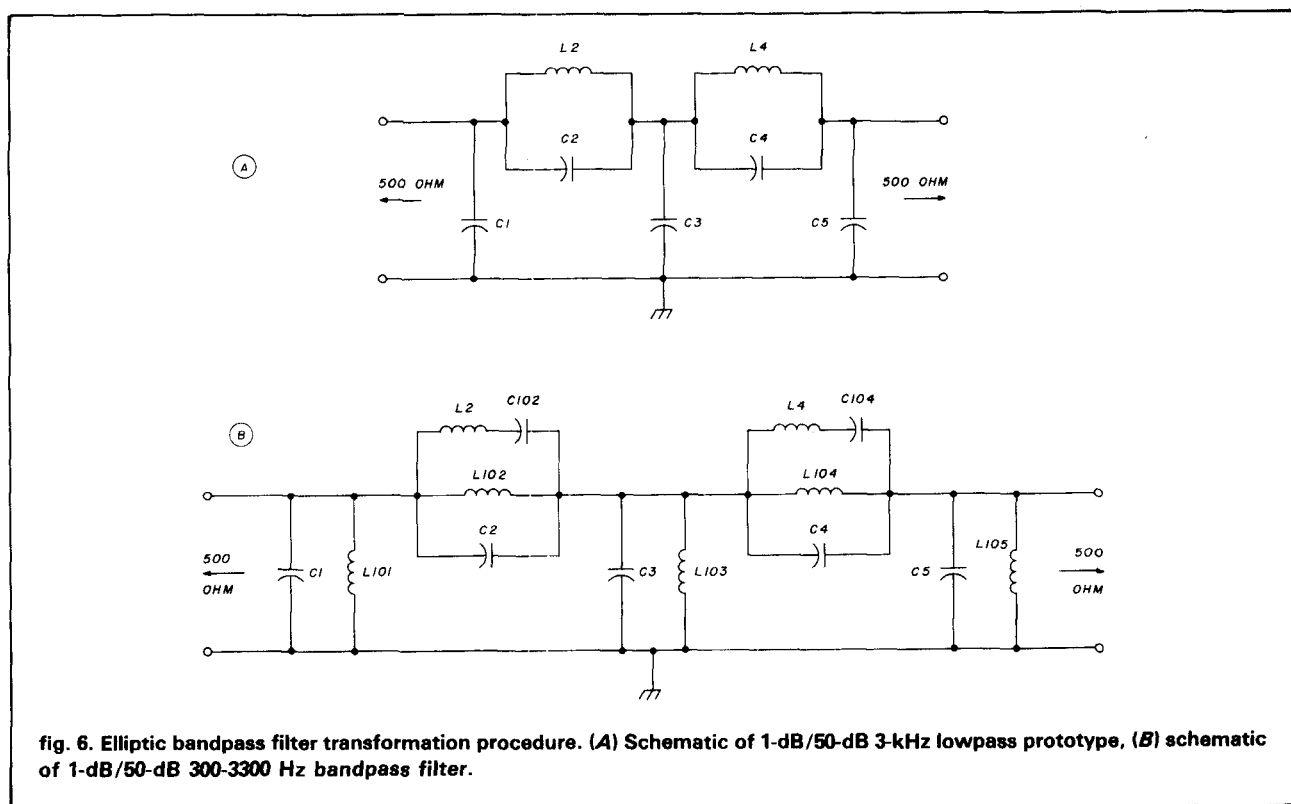 L2
L4
C2
C4
A
500 OHM
500 OHM
C1
C3
C5
L2
C102
L4
C104
B
L102
L104
C2
C4
500
OHM
C1
L101
C3
L103
C5
L105
500
OHM
fig. 6. Elliptic bandpass filter transformation procedure. (A) Schematic of 1-dB/50-dB 3-kHz lowpass prototype, (B) schematic
of 1-dB/50-dB 300-3300 Hz bandpass filter.